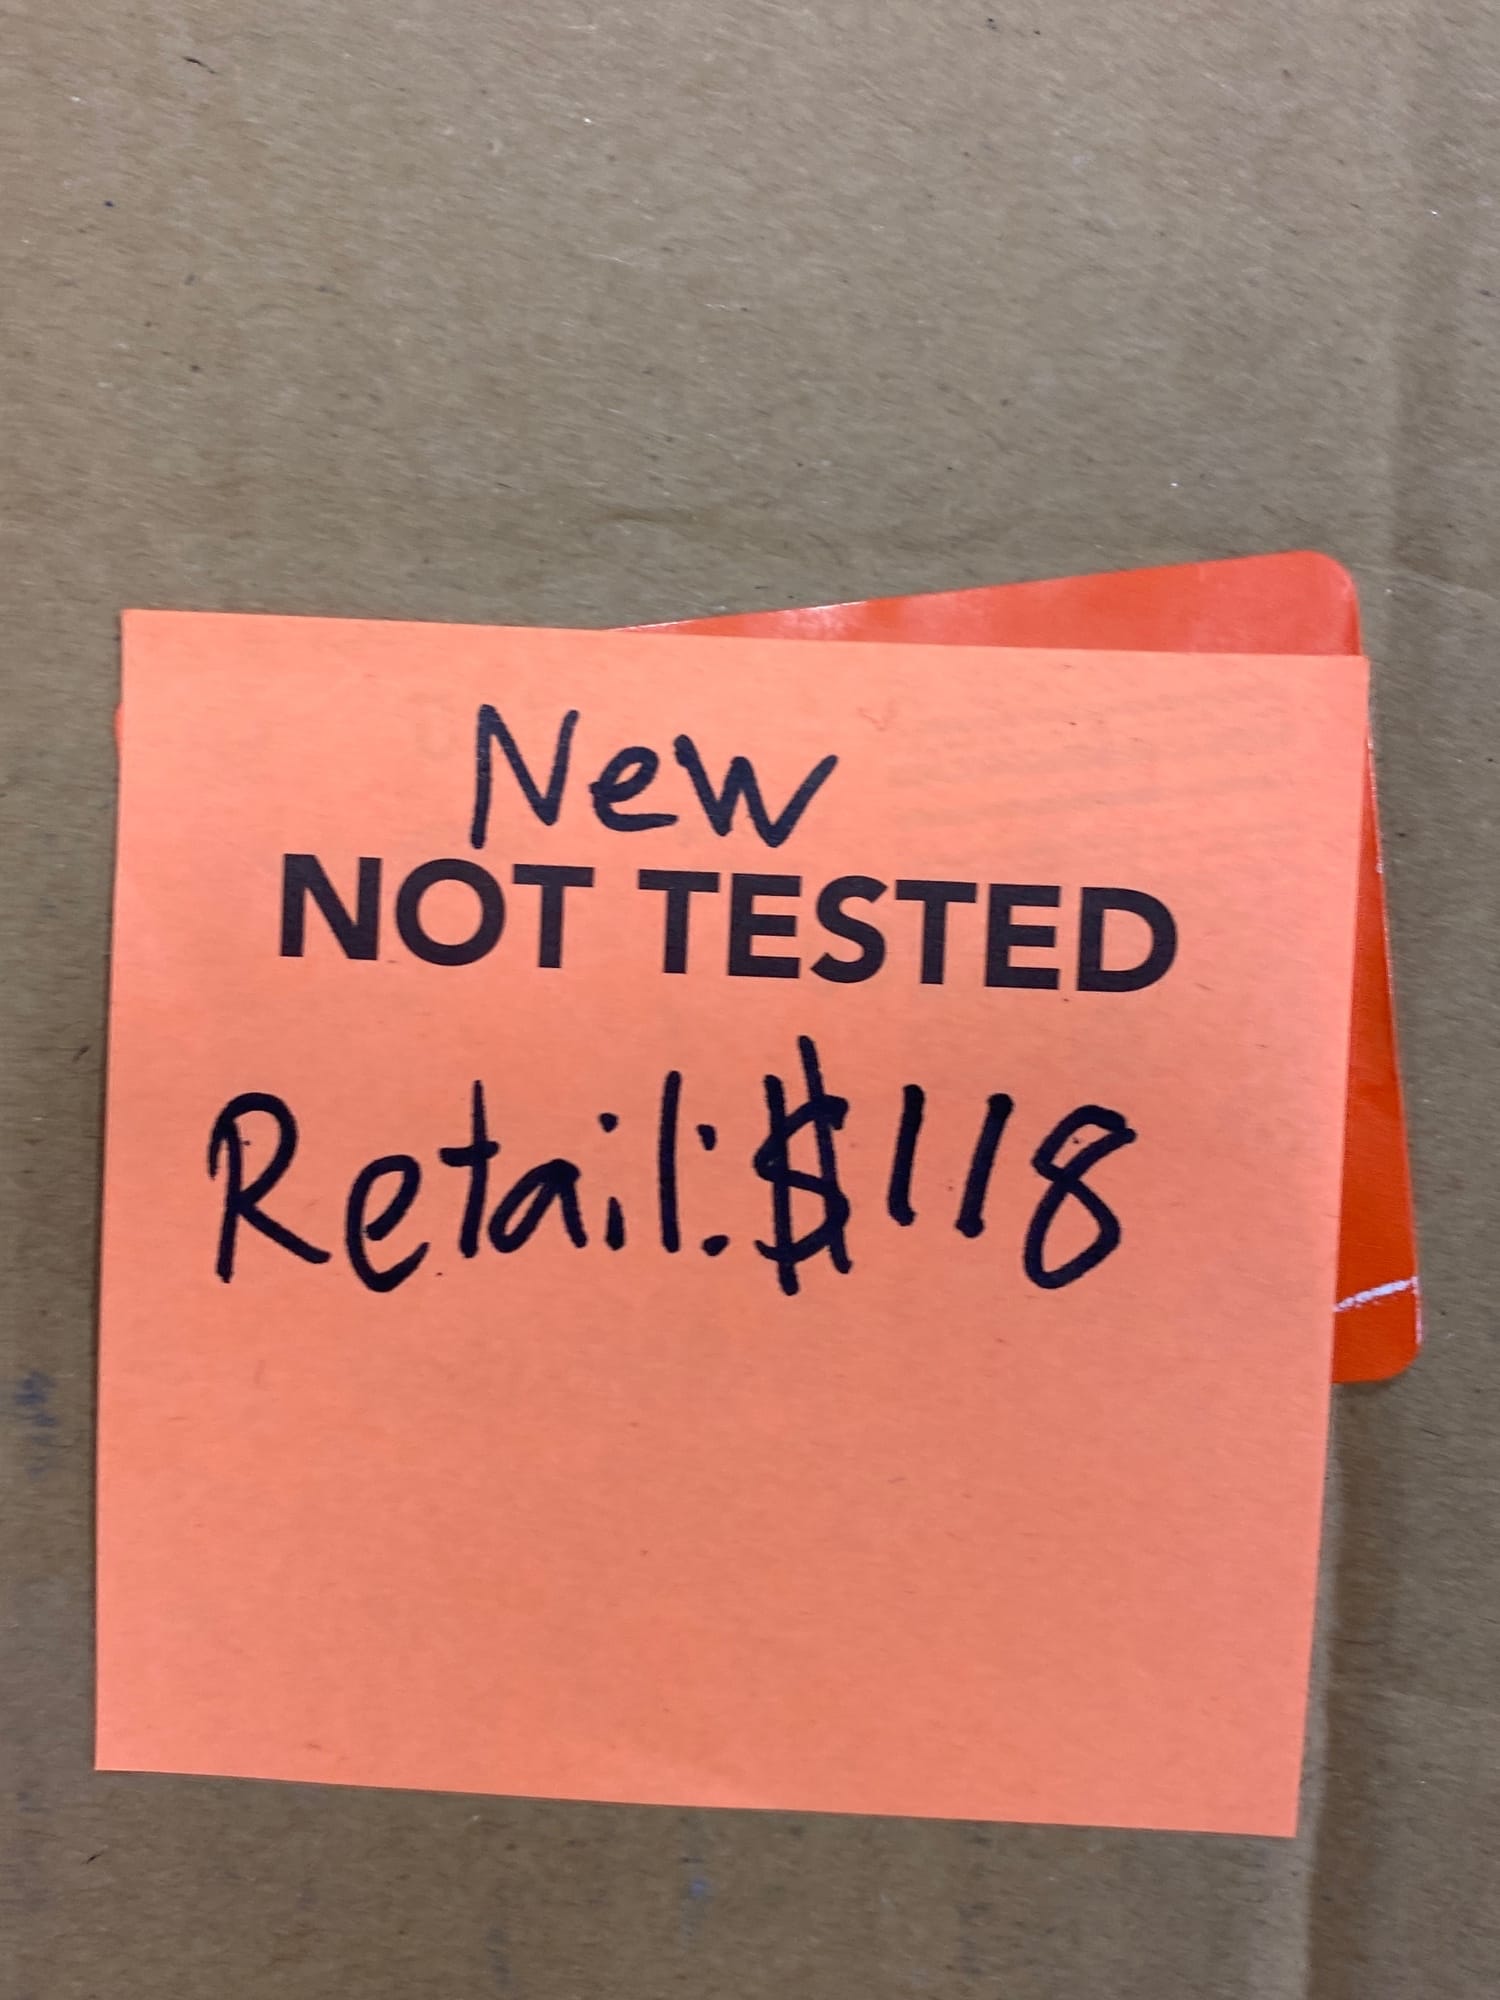 New
NOT TESTED
Retail: $118